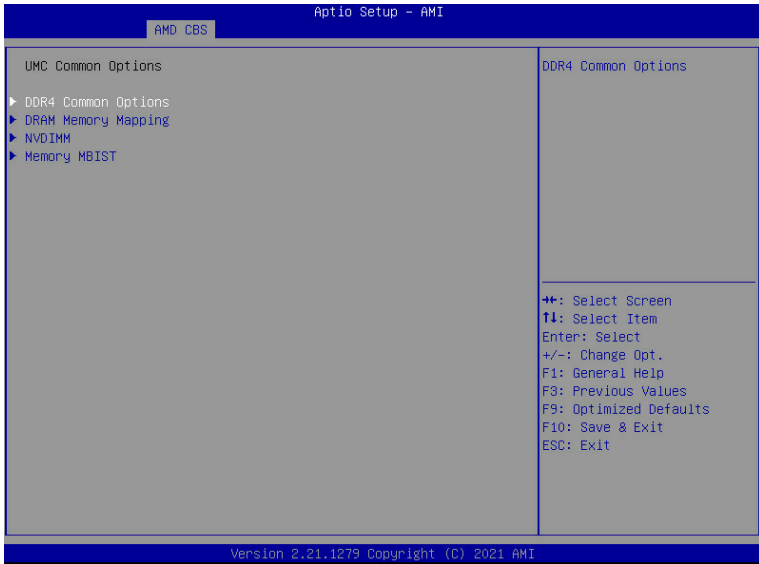 Aptio Setup - AMI
AMD CBS
UMC Common Options
DDR4 Common Options
DRAM Memory Mapping
NVDIMM
Memory MBIST
DDR4 Common Options
→←: Select Screen
↑↓: Select Item
Enter: Select
+/-: Change Opt.
F1: General Help
F3: Previous Values
F9: Optimized Defaults
F10: Save & Exit
ESC: Exit
Version 2.21.1279 Copyright (C) 2021 AMI